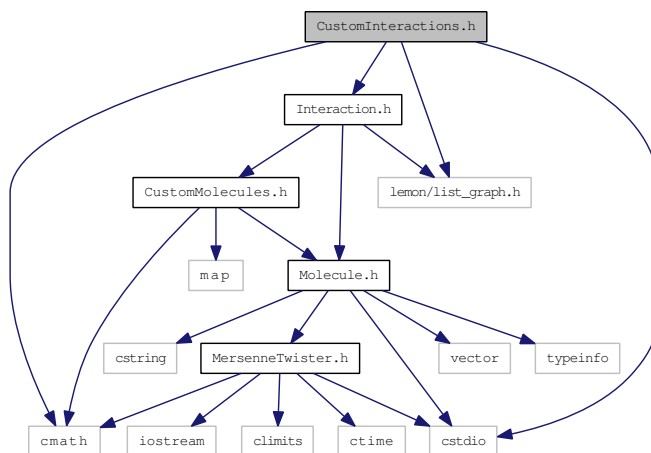 CustomInteractions.h
Interaction.h
CustomMolecules.h
lemon/list_graph.h
map
Molecule.h
cstring
MersenneTwister.h
vector
typeinfo
cmath
iostream
climits
ctime
cstdio